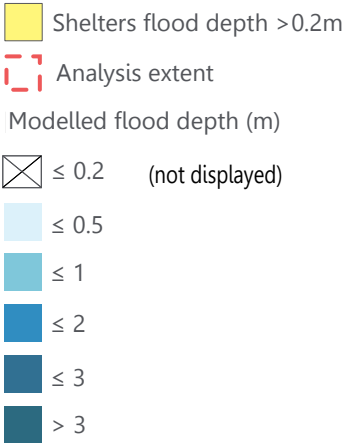 Shelters flood depth >0.2m
Analysis extent
Modelled flood depth (m)
≤ 0.2 (not displayed)
≤ 0.5
≤ 1
≤ 2
≤ 3
> 3